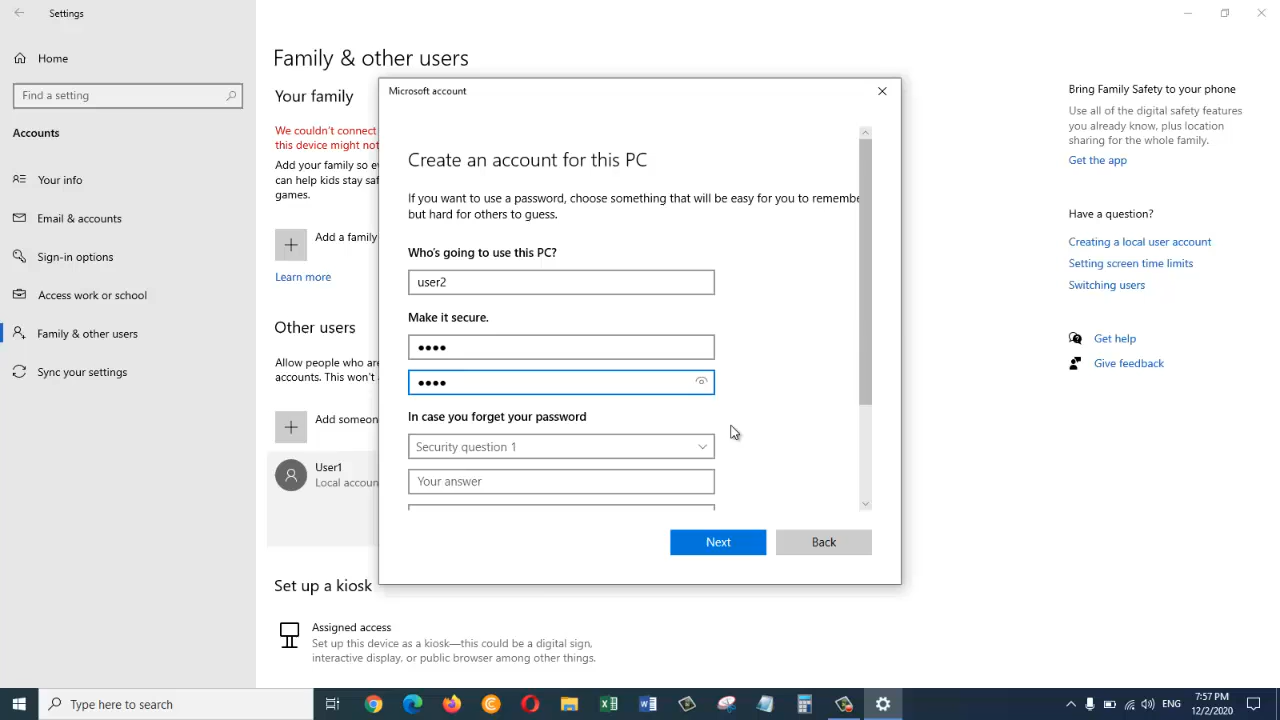 Settings
Home
Find a setting
Accounts
Your info
Email & accounts
Sign-in options
Access work or school
Family & other users
Sync your settings
Family & other users
Your family
We couldn't connect
this device might not
Add your family so e
can help kids stay saf
games.
Add a family
Learn more
Other users
Allow people who are
accounts. This won't
Add someon
User1
Local accoun
Set up a kiosk
Assigned access
Set up this device as a kiosk—this could be a digital sign,
interactive display, or public browser among other things.
Microsoft account
Create an account for this PC
If you want to use a password, choose something that will be easy for you to remembe
but hard for others to guess.
Who's going to use this PC?
user2
Make it secure.
In case you forget your password
Security question 1
Your answer
Next
Back
Bring Family Safety to your phone
Use all of the digital safety features
you already know, plus location
sharing for the whole family.
Get the app
Have a question?
Creating a local user account
Setting screen time limits
Switching users
Get help
Give feedback
Type here to search
ENG
7:57 PM
12/2/2020